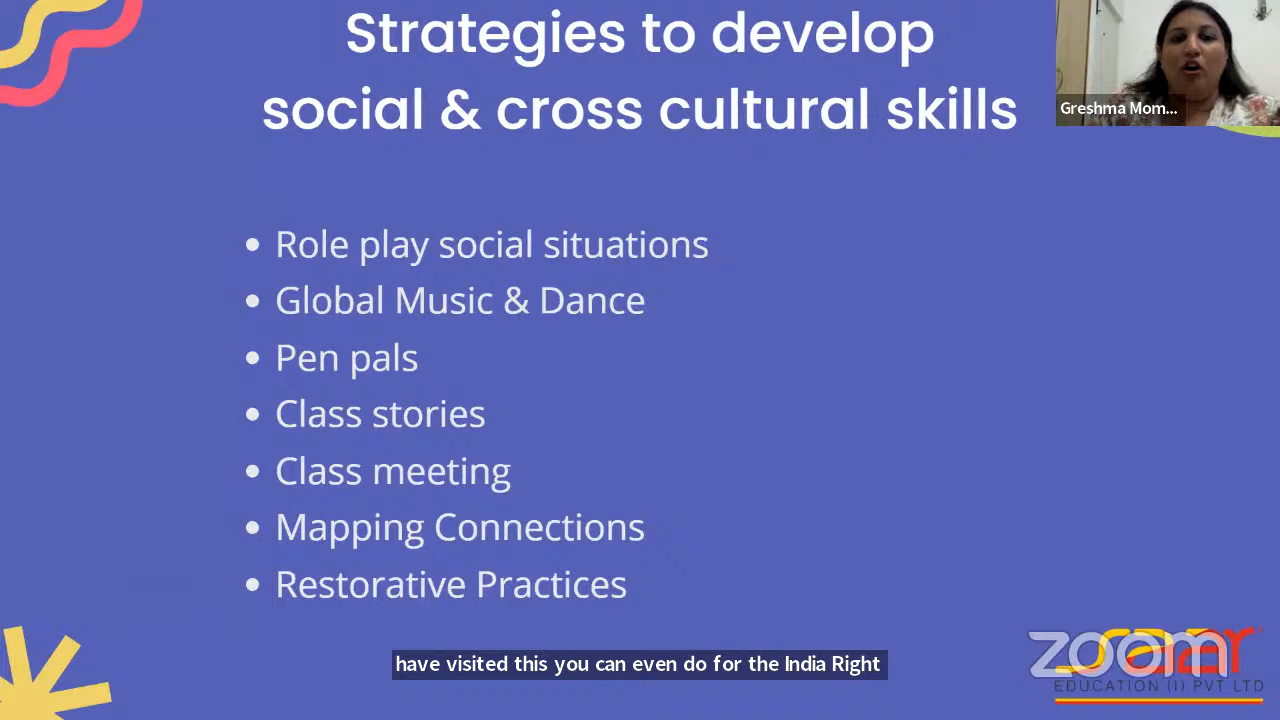 Strategies to develop
social & cross cultural skills
Greshma Mom...
• Role play social situations
• Global Music & Dance
• Pen pals
• Class stories
• Class meeting
• Mapping Connections
• Restorative Practices
have visited this you can even do for the India Right
zoom
EDUCATION (I) PVT LTD